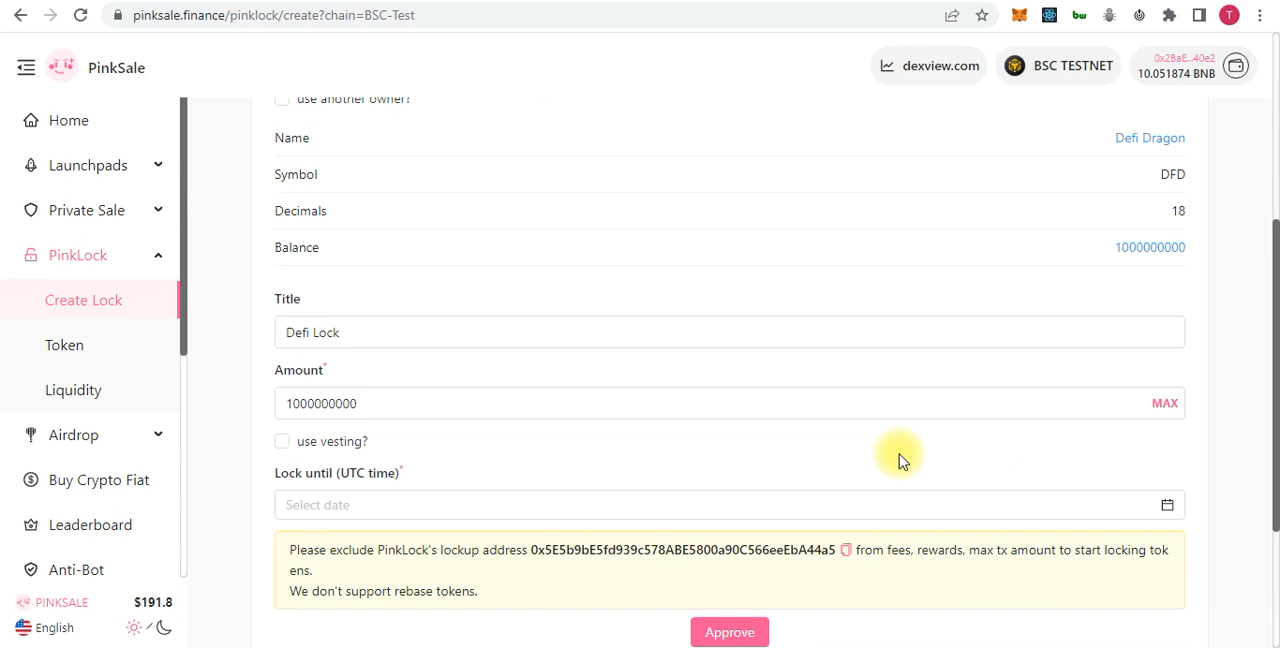 pinksale.finance/pinklock/create?chain=BSC-Test
bw
T
PinkSale
dexview.com
BSC TESTNET
0x2BaE...40e2
10.051874 BNB
Home
Launchpads
Private Sale
PinkLock
Create Lock
Token
Liquidity
Airdrop
Buy Crypto Fiat
Leaderboard
Anti-Bot
PINKSALE $191.8
English /
use another owner?
Name Defi Dragon
Symbol DFD
Decimals 18
Balance 1000000000
Title
Defi Lock
Amount*
1000000000 MAX
use vesting?
Lock until (UTC time)*
Select date
Please exclude PinkLock's lockup address 0x5E5b9bE5fd939c578ABE5800a90C566eeEbA44a5 from fees, rewards, max tx amount to start locking tok
ens.
We don't support rebase tokens.
Approve